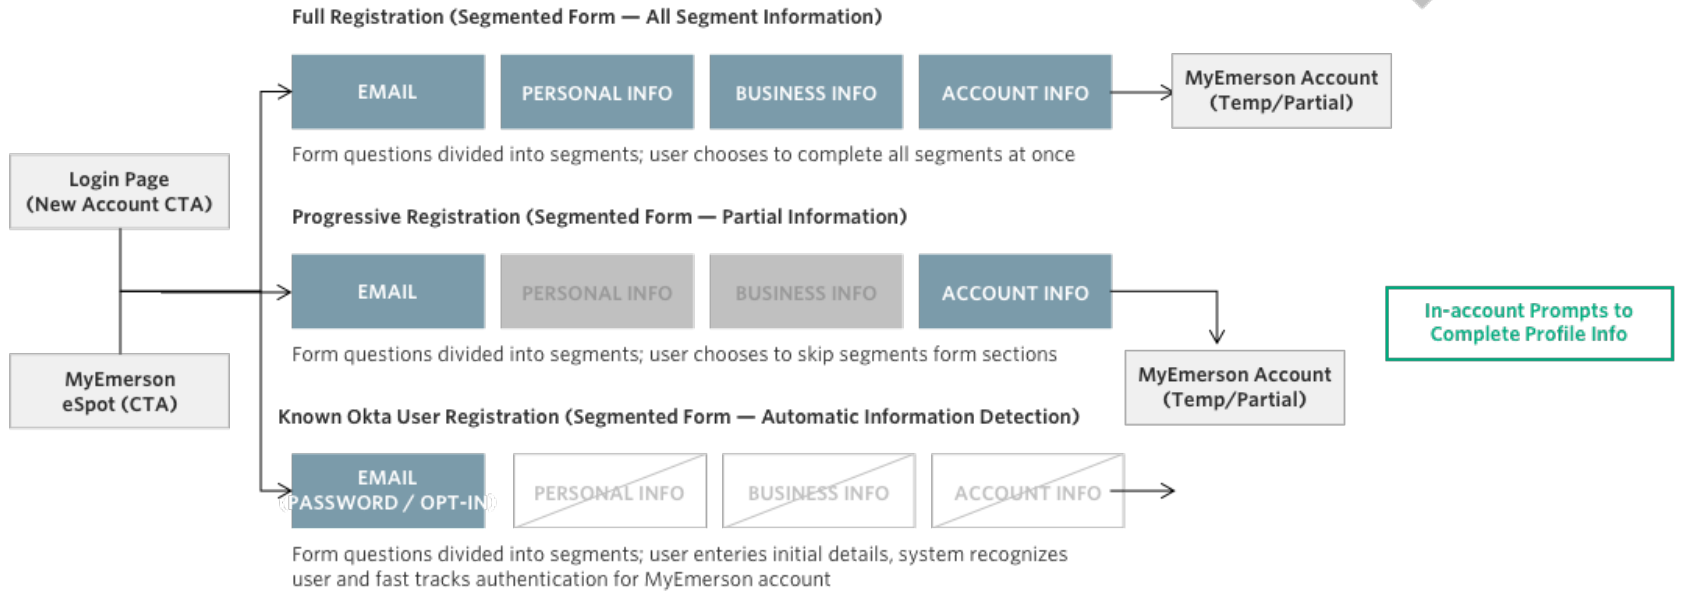 Full Registration (Segmented Form — All Segment Information)
EMAIL
PERSONAL INFO
BUSINESS INFO
ACCOUNT INFO
MyEmerson Account
(Temp/Partial)
Form questions divided into segments; user chooses to complete all segments at once
Login Page
(New Account CTA)
Progressive Registration (Segmented Form — Partial Information)
EMAIL
PERSONAL INFO
BUSINESS INFO
ACCOUNT INFO
In-account Prompts to
Complete Profile Info
Form questions divided into segments; user chooses to skip segments form sections
MyEmerson
eSpot (CTA)
MyEmerson Account
(Temp/Partial)
Known Okta User Registration (Segmented Form — Automatic Information Detection)
EMAIL
(PASSWORD / OPT-IN)
PERSONAL INFO
BUSINESS INFO
ACCOUNT INFO
Form questions divided into segments; user enteries initial details, system recognizes
user and fast tracks authentication for MyEmerson account